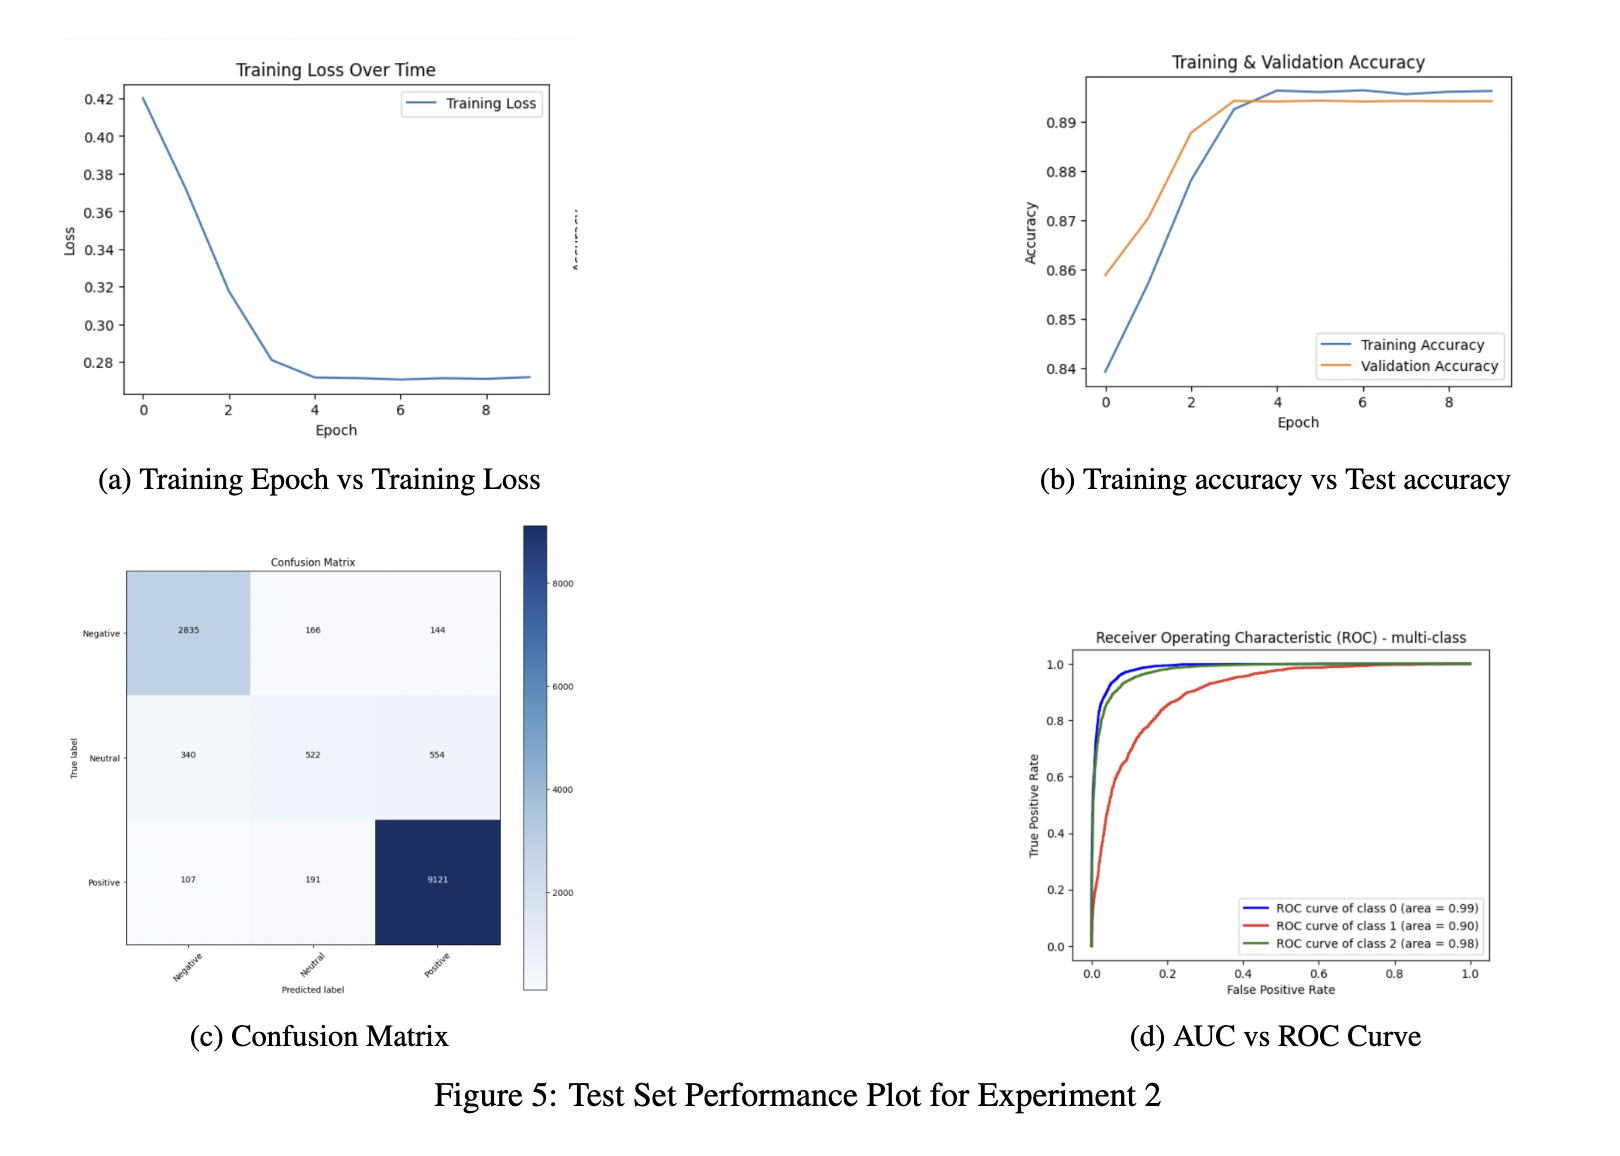 Training Loss Over Time
Training Loss
0.42
0.40
0.38
0.36
0.34
0.32
0.30
0.28
Loss
0
2
4
6
8
Epoch
(a) Training Epoch vs Training Loss
Training & Validation Accuracy
0.89
0.88
0.87
0.86
0.85
0.84
Accuracy
Training Accuracy
Validation Accuracy
0
2
4
6
8
Epoch
(b) Training accuracy vs Test accuracy
Confusion Matrix
Negative
2835
166
144
Neutral
340
522
554
Positive
107
191
9121
True label
Negative
Neutral
Positive
Predicted label
8000
6000
4000
2000
(c) Confusion Matrix
Receiver Operating Characteristic (ROC) - multi-class
1.0
0.8
0.6
0.4
0.2
0.0
True Positive Rate
ROC curve of class 0 (area = 0.99)
ROC curve of class 1 (area = 0.90)
ROC curve of class 2 (area = 0.98)
0.0
0.2
0.4
0.6
0.8
1.0
False Positive Rate
(d) AUC vs ROC Curve
Figure 5: Test Set Performance Plot for Experiment 2